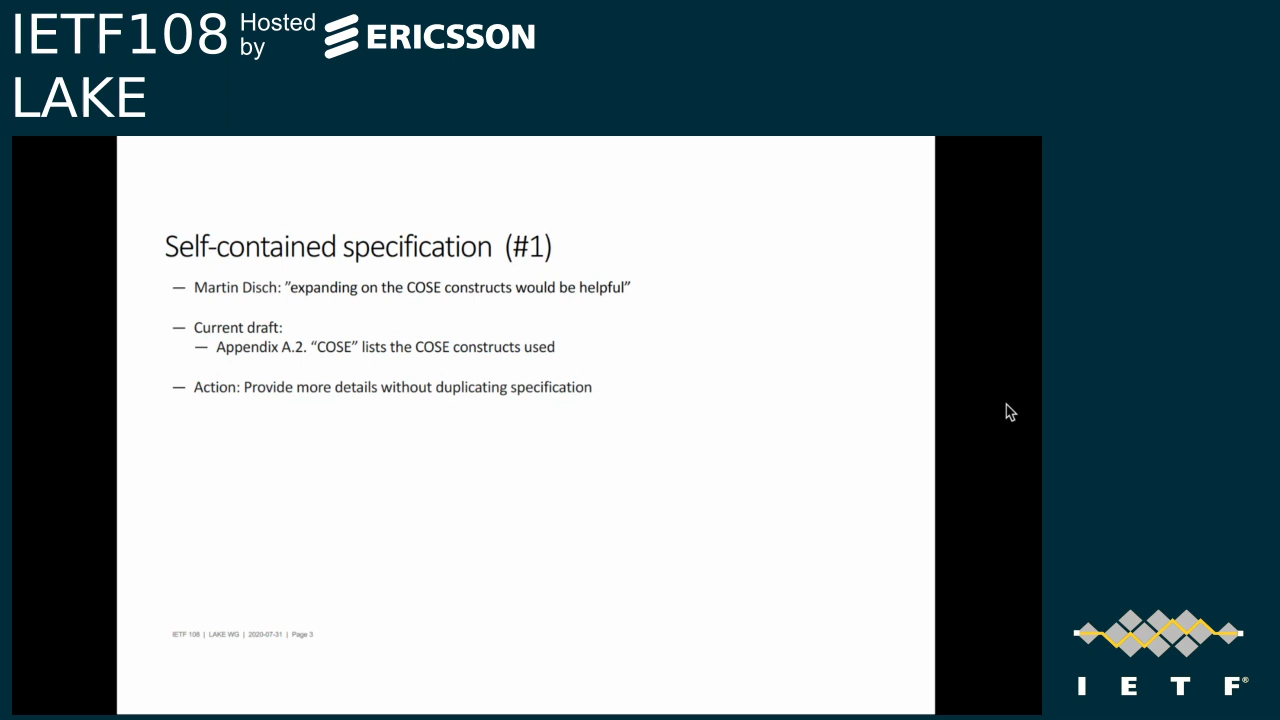 IETF108 Hosted by ERICSSON
LAKE
Self-contained specification (#1)
— Martin Disch: ”expanding on the COSE constructs would be helpful”
— Current draft:
— Appendix A.2. “COSE” lists the COSE constructs used
— Action: Provide more details without duplicating specification
IETF 108 | LAKE WG | 2020-07-31 | Page 3
I E T F®